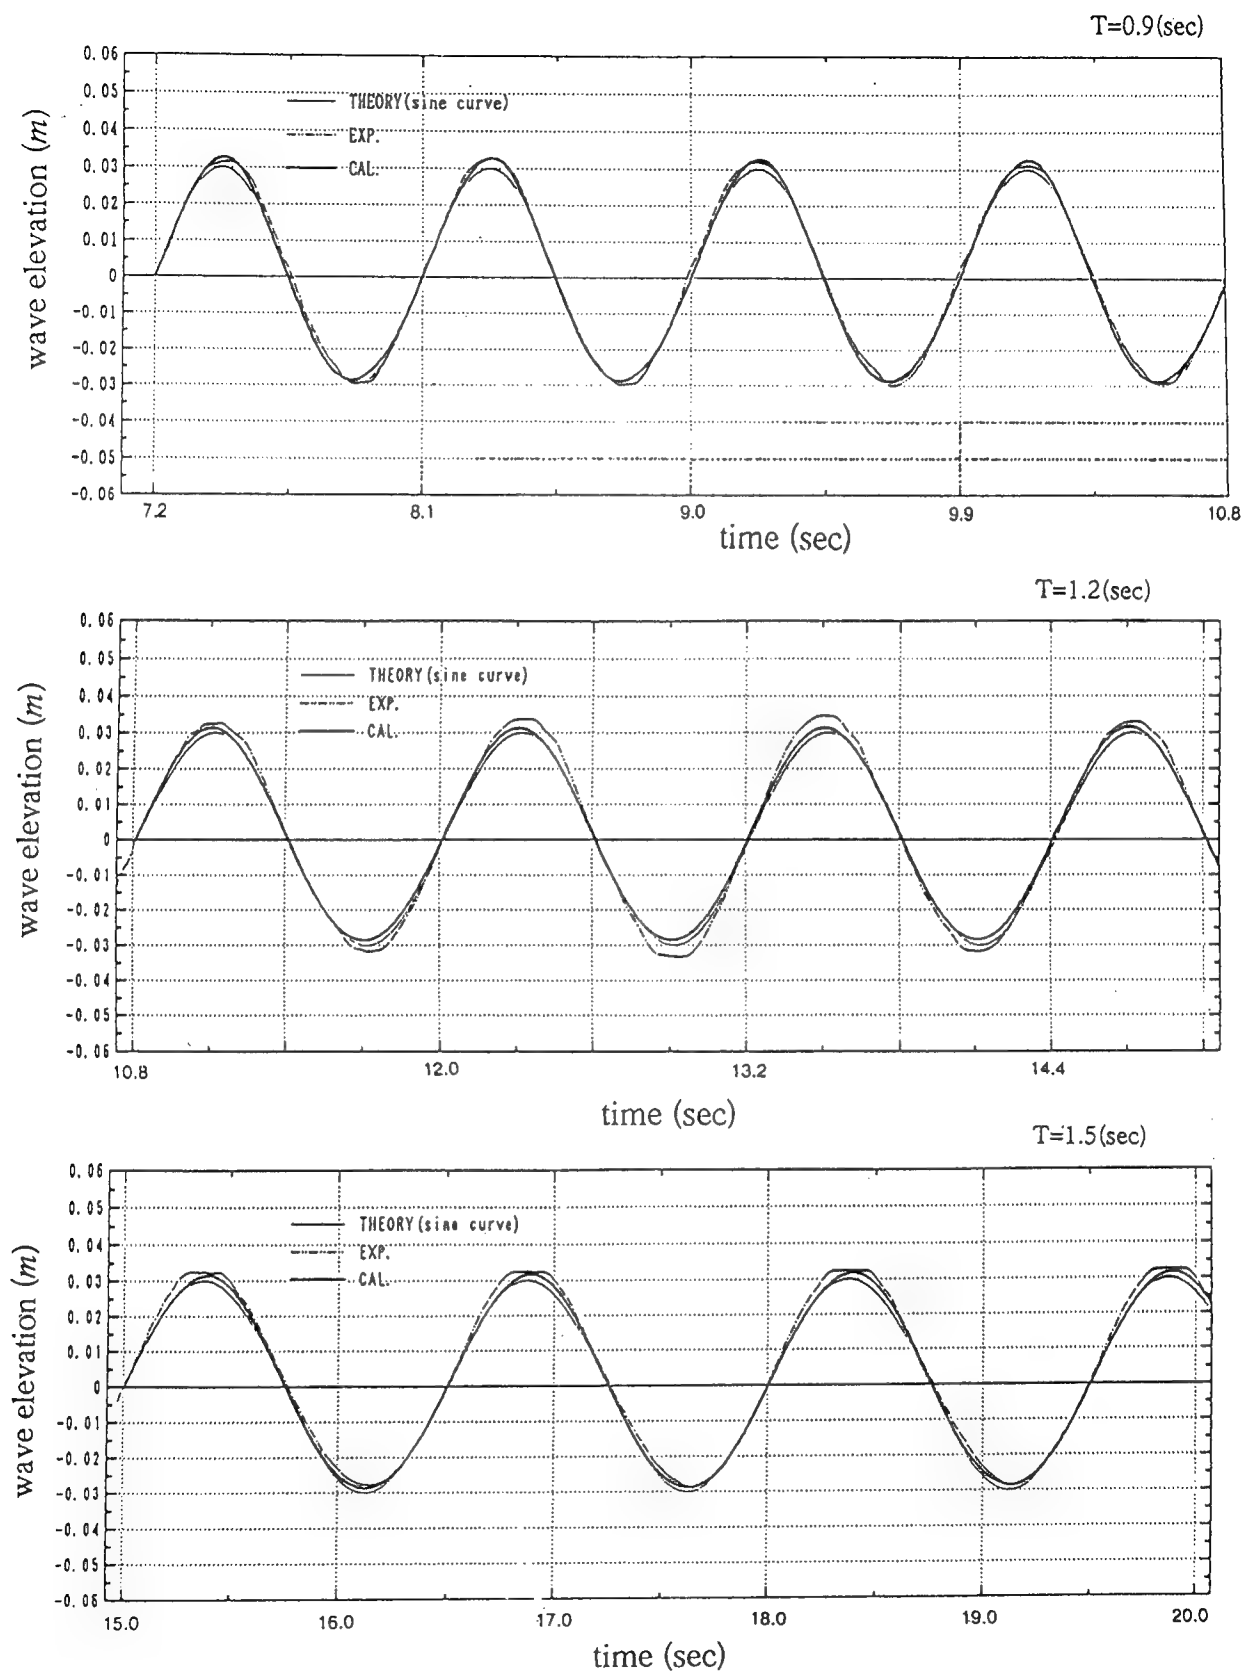 T=0.9(sec)
0.06
0.05
0.04
0.03
0.02
0.01
0
-0.01
-0.02
-0.03
-0.04
-0.05
-0.06
wave elevation (m)
THEORY(sine curve)
EXP.
CAL.
7.2 8.1 9.0 9.9 10.8
time (sec)
T=1.2(sec)
0.06
0.05
0.04
0.03
0.02
0.01
0
-0.01
-0.02
-0.03
-0.04
-0.05
-0.06
wave elevation (m)
THEORY(sine curve)
EXP.
CAL.
10.8 12.0 13.2 14.4
time (sec)
T=1.5(sec)
0.06
0.05
0.04
0.03
0.02
0.01
0
-0.01
-0.02
-0.03
-0.04
-0.05
-0.06
wave elevation (m)
THEORY(sine curve)
EXP.
CAL.
15.0 16.0 17.0 18.0 19.0 20.0
time (sec)